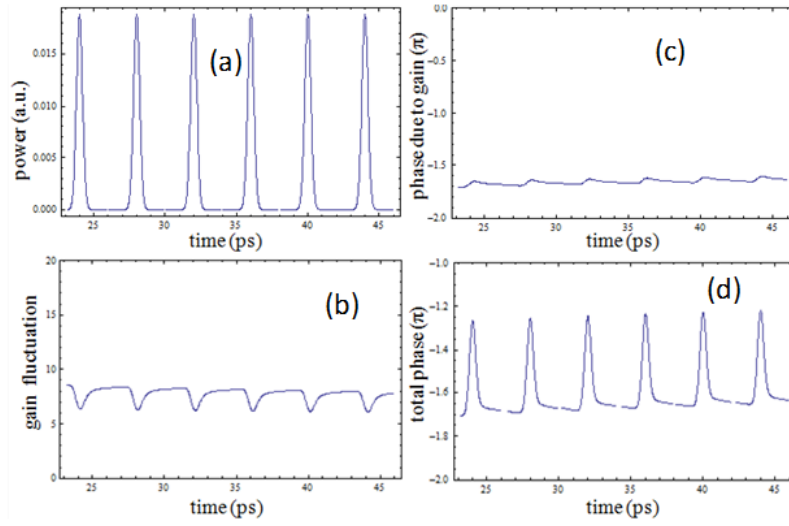 (a)
power (a.u.)
0.015
0.010
0.005
0.000
25 30 35 40 45
time (ps)
(c)
phase due to gain (π)
0.0
−0.5
−1.0
−1.5
−2.0
25 30 35 40 45
time (ps)
(b)
gain fluctuation
20
15
10
5
0
25 30 35 40 45
time (ps)
(d)
total phase (π)
−1.0
−1.2
−1.4
−1.6
−1.8
−2.0
25 30 35 40 45
time (ps)